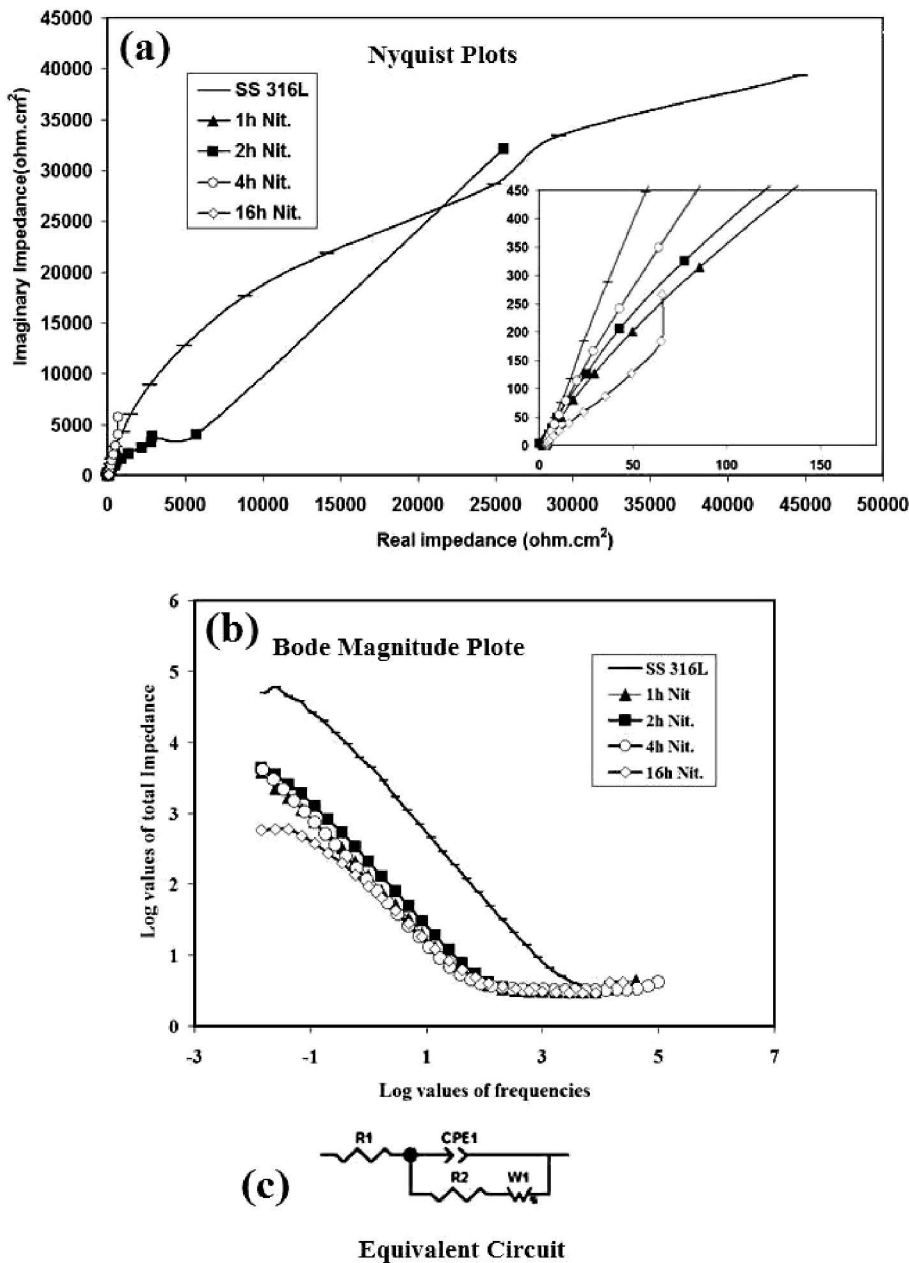 45000
(a)
Nyquist Plots
40000
35000
30000
25000
20000
15000
10000
5000
0
Imaginary Impedance(ohm.cm²)
SS 316L
1h Nit.
2h Nit.
4h Nit.
16h Nit.
450
400
350
300
250
200
150
100
50
0
0 50 100 150
0 5000 10000 15000 20000 25000 30000 35000 40000 45000 50000
Real impedance (ohm.cm²)
6
(b)
Bode Magnitude Plote
5
4
3
2
1
0
Log values of total Impedance
SS 316L
1h Nit
2h Nit.
4h Nit.
16h Nit.
-3 -1 1 3 5 7
Log values of frequencies
R1 CPE1
R2 W1
(c)
Equivalent Circuit